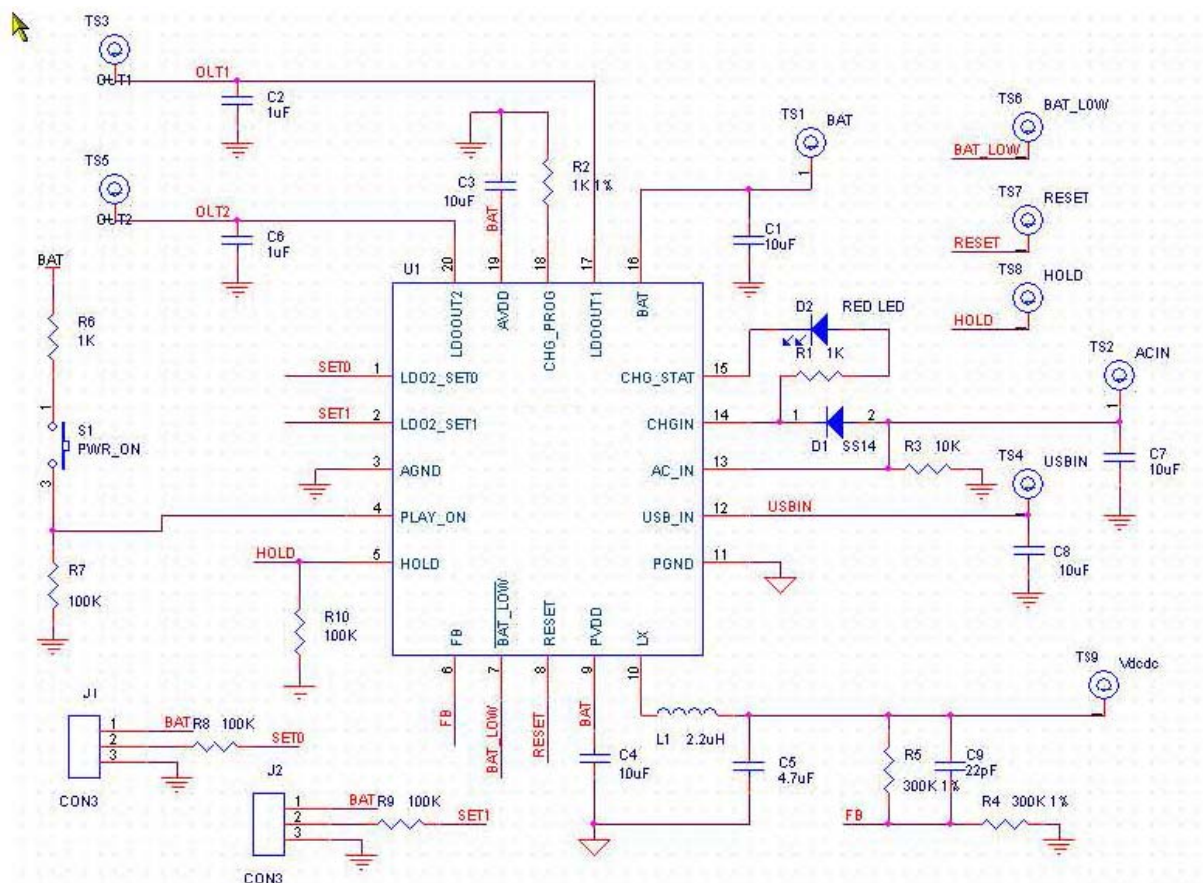 TS3
OUT1
OLT1
C2
1uF
TS5
OUT2
OLT2
C6
1uF
C3
10uF
BAT
R2
1K 1%
TS1
BAT
1
C1
10uF
TS6
BAT_LOW
BAT_LOW
TS7
RESET
RESET
TS8
HOLD
HOLD
BAT
R6
1K
1
S1
PWR_ON
3
R7
100K
U1
20
19
18
17
16
LDOOUT2
AVDD
CHG_PROG
LDOOUT1
BAT
D2
RED LED
R1
1K
SET0
1
LDO2_SET0
CHG_STAT
15
SET1
2
LDO2_SET1
CHGIN
14
1
2
D1
SS14
TS2
ACIN
1
C7
10uF
3
AGND
AC_IN
13
R3
10K
TS4
USBIN
4
PLAY_ON
USB_IN
12
USBIN
C8
10uF
HOLD
5
HOLD
PGND
11
R10
100K
FB
BAT_LOW
RESET
PVDD
LX
6
7
8
9
10
FB
BAT_LOW
RESET
BAT
C4
10uF
L1
2.2uH
C5
4.7uF
TS9
Vdcdc
R5
300K 1%
C9
22pF
FB
R4
300K 1%
J1
1
2
3
BAT
R8
100K
SET0
CON3
J2
1
2
3
BAT
R9
100K
SET1
CON3